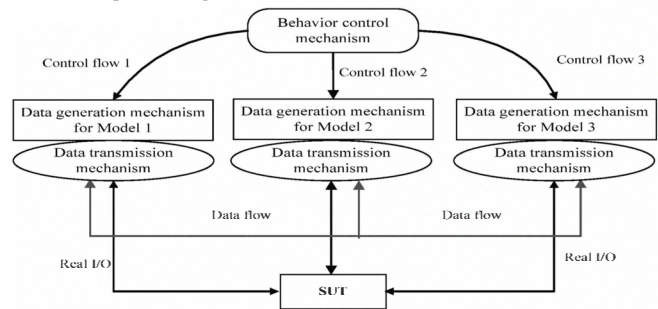 Behavior control
mechanism
Control flow 1
Control flow 2
Control flow 3
Data generation mechanism
for Model 1
Data generation mechanism
for Model 2
Data generation mechanism
for Model 3
Data transmission
mechanism
Data transmission
mechanism
Data transmission
mechanism
Data flow
Data flow
Real I/O
Real I/O
SUT